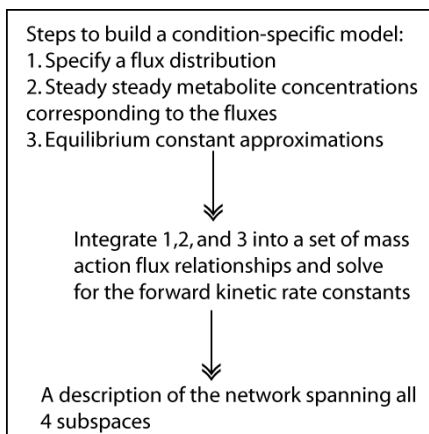 Steps to build a condition-specific model:
1. Specify a flux distribution
2. Steady steady metabolite concentrations
corresponding to the fluxes
3. Equilibrium constant approximations
Integrate 1,2, and 3 into a set of mass
action flux relationships and solve
for the forward kinetic rate constants
A description of the network spanning all
4 subspaces